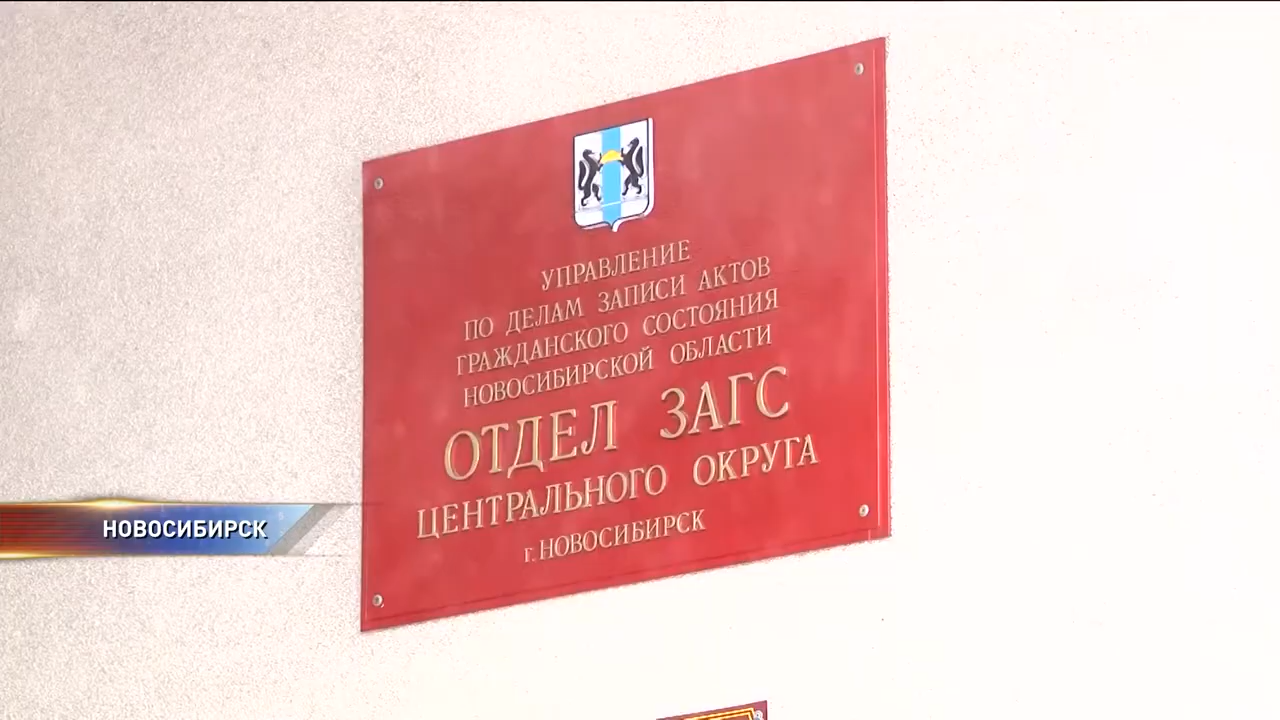 УПРАВЛЕНИЕ
ПО ДЕЛАМ ЗАПИСИ АКТОВ
ГРАЖДАНСКОГО СОСТОЯНИЯ
НОВОСИБИРСКОЙ ОБЛАСТИ
ОТДЕЛ ЗАГС
ЦЕНТРАЛЬНОГО ОКРУГА
г. НОВОСИБИРСК
НОВОСИБИРСК